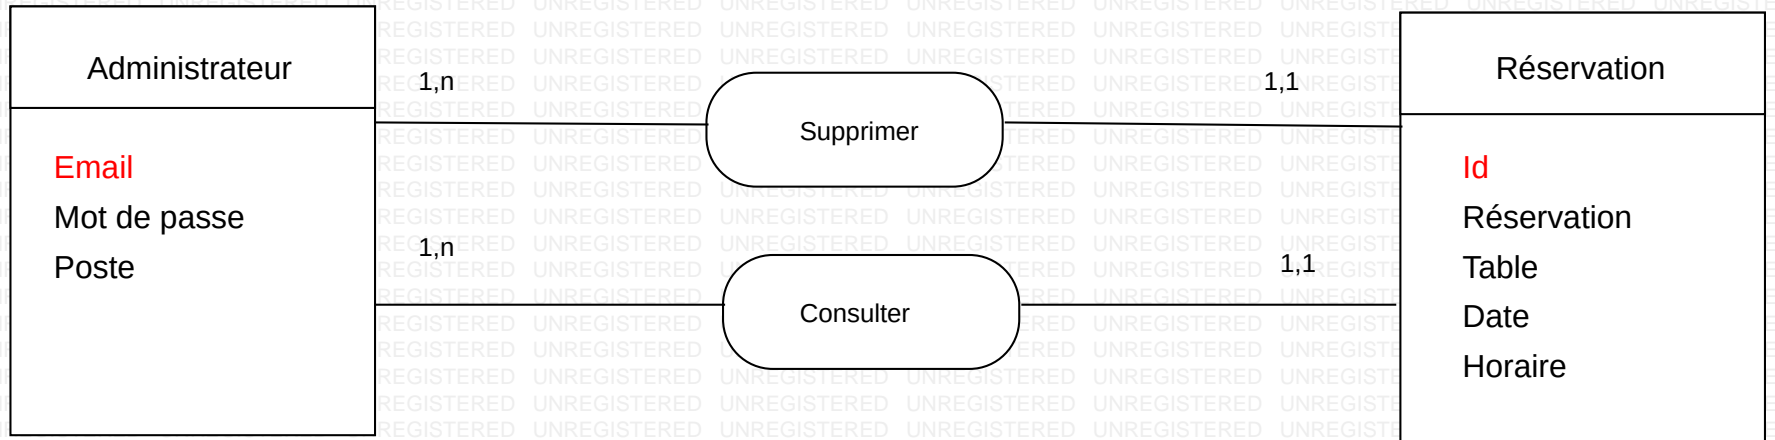 Administrateur
Email
Mot de passe
Poste
1,n
Supprimer
1,1
1,n
Consulter
1,1
Réservation
Id
Réservation
Table
Date
Horaire
UNREGISTERED